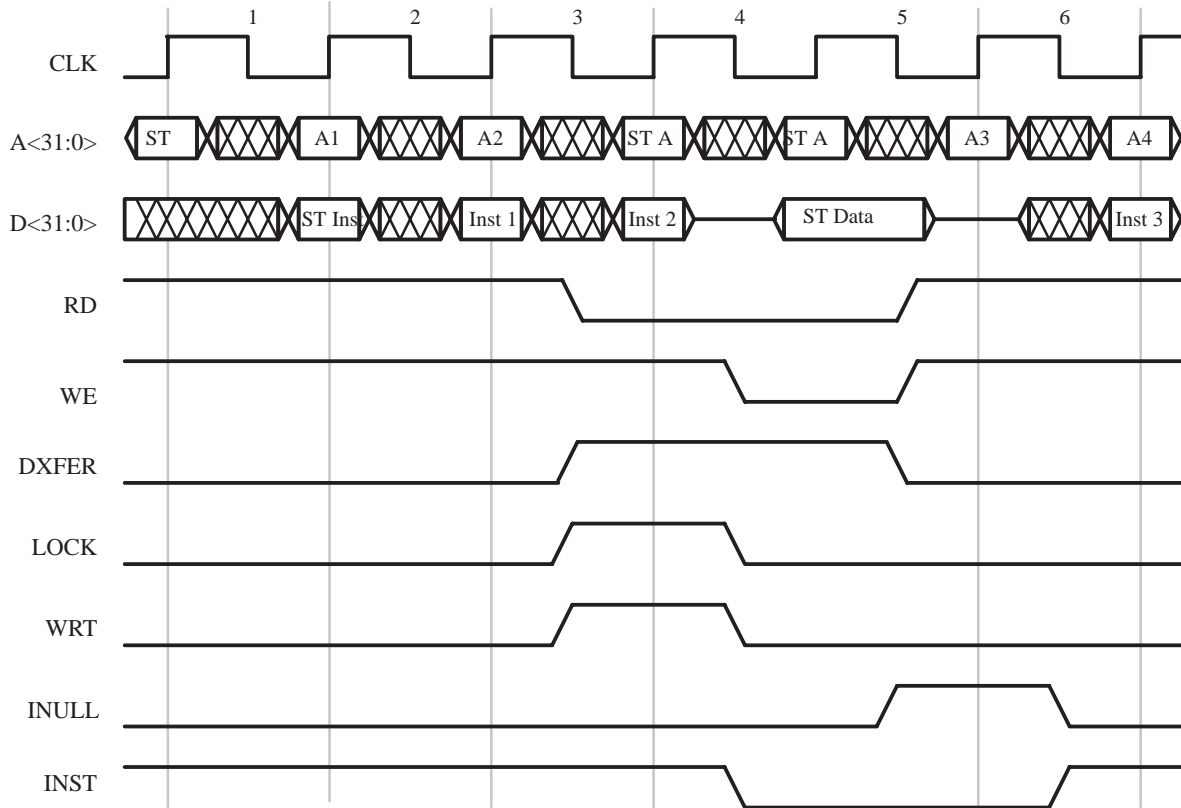 1 2 3 4 5 6
CLK
A<31:0> ST A1 A2 ST A ST A A3 A4
D<31:0> ST Inst Inst 1 Inst 2 ST Data Inst 3
RD
WE
DXFER
LOCK
WRT
INULL
INST